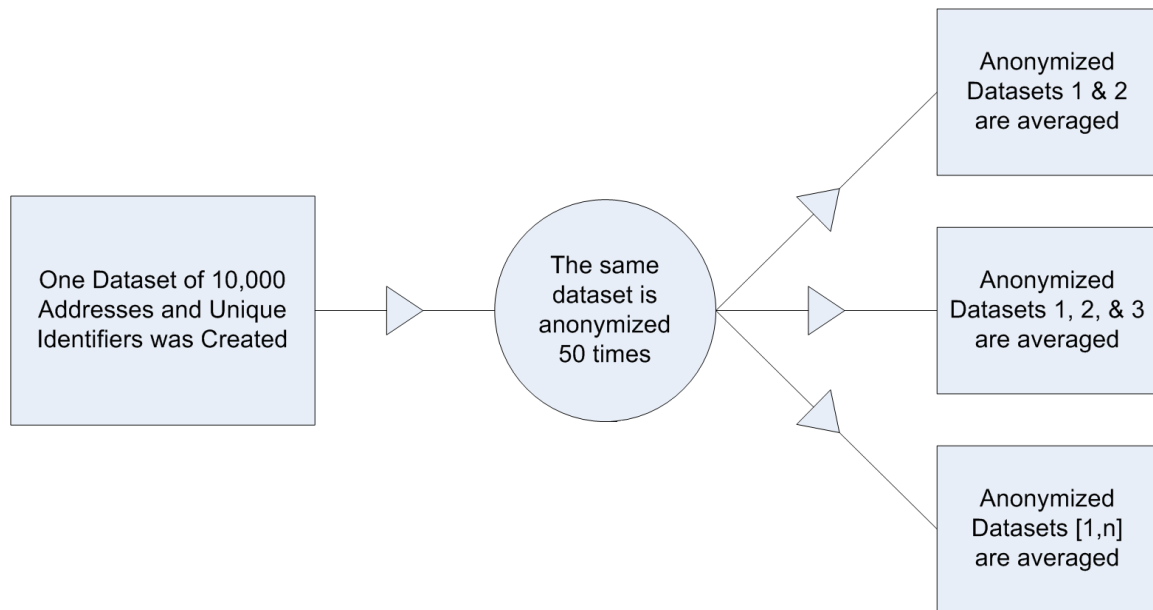 One Dataset of 10,000
Addresses and Unique
Identifiers was Created
The same
dataset is
anonymized
50 times
Anonymized
Datasets 1 & 2
are averaged
Anonymized
Datasets 1, 2, & 3
are averaged
Anonymized
Datasets [1,n]
are averaged